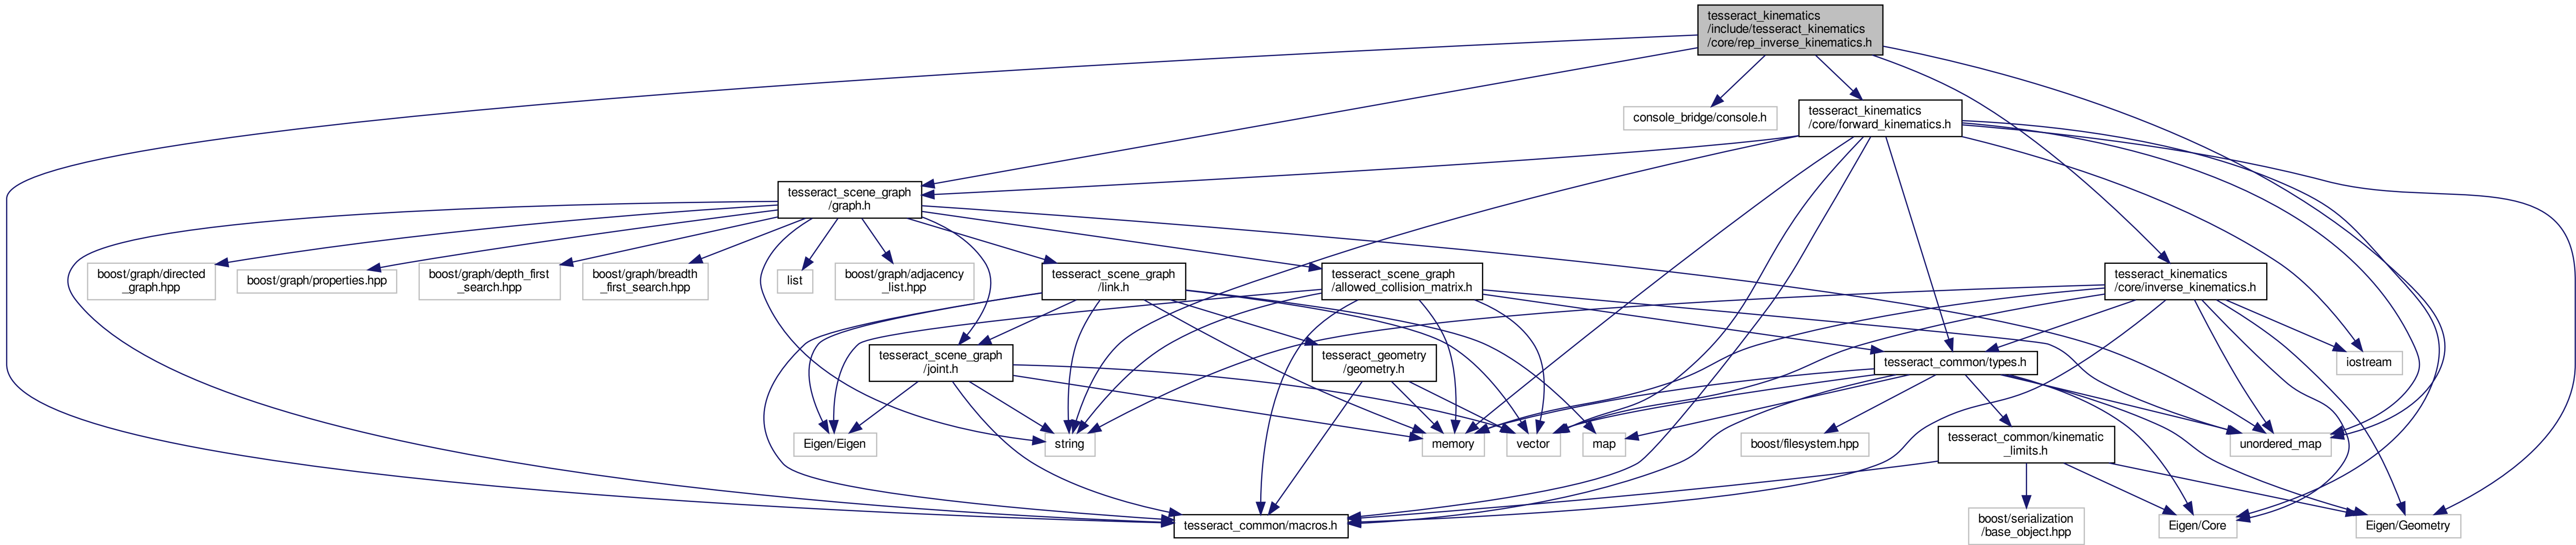 tesseract_kinematics
/include/tesseract_kinematics
/core/rep_inverse_kinematics.h
console_bridge/console.h
tesseract_kinematics
/core/forward_kinematics.h
tesseract_scene_graph
/graph.h
boost/graph/directed
_graph.hpp
boost/graph/properties.hpp
boost/graph/depth_first
_search.hpp
boost/graph/breadth
_first_search.hpp
list
boost/graph/adjacency
_list.hpp
tesseract_scene_graph
/link.h
tesseract_scene_graph
/allowed_collision_matrix.h
tesseract_kinematics
/core/inverse_kinematics.h
tesseract_scene_graph
/joint.h
tesseract_geometry
/geometry.h
tesseract_common/types.h
iostream
Eigen/Eigen
string
memory
vector
map
boost/filesystem.hpp
tesseract_common/kinematic
_limits.h
unordered_map
tesseract_common/macros.h
boost/serialization
/base_object.hpp
Eigen/Core
Eigen/Geometry